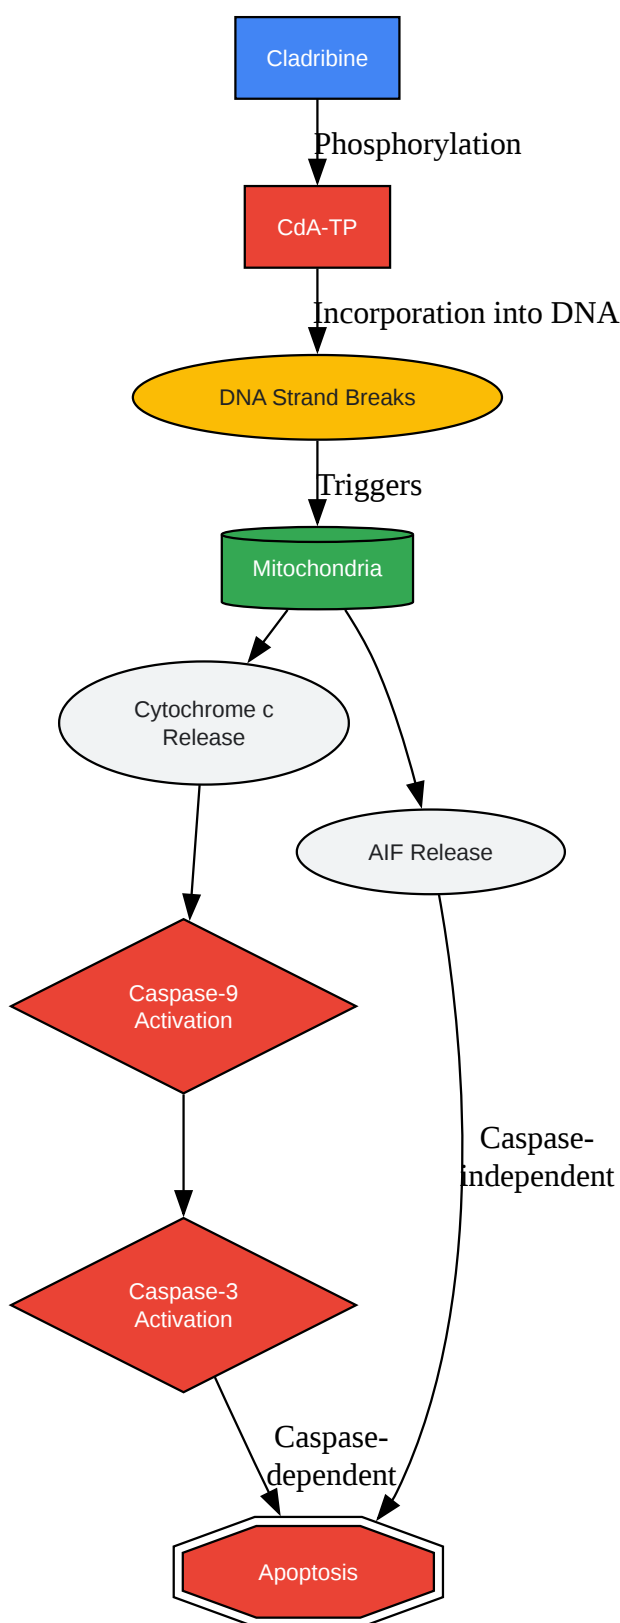 Cladribine
Phosphorylation
CdA-TP
Incorporation into DNA
DNA Strand Breaks
Triggers
Mitochondria
Cytochrome c
Release
AIF Release
Caspase-9
Activation
Caspase-
independent
Caspase-3
Activation
Caspase-
dependent
Apoptosis